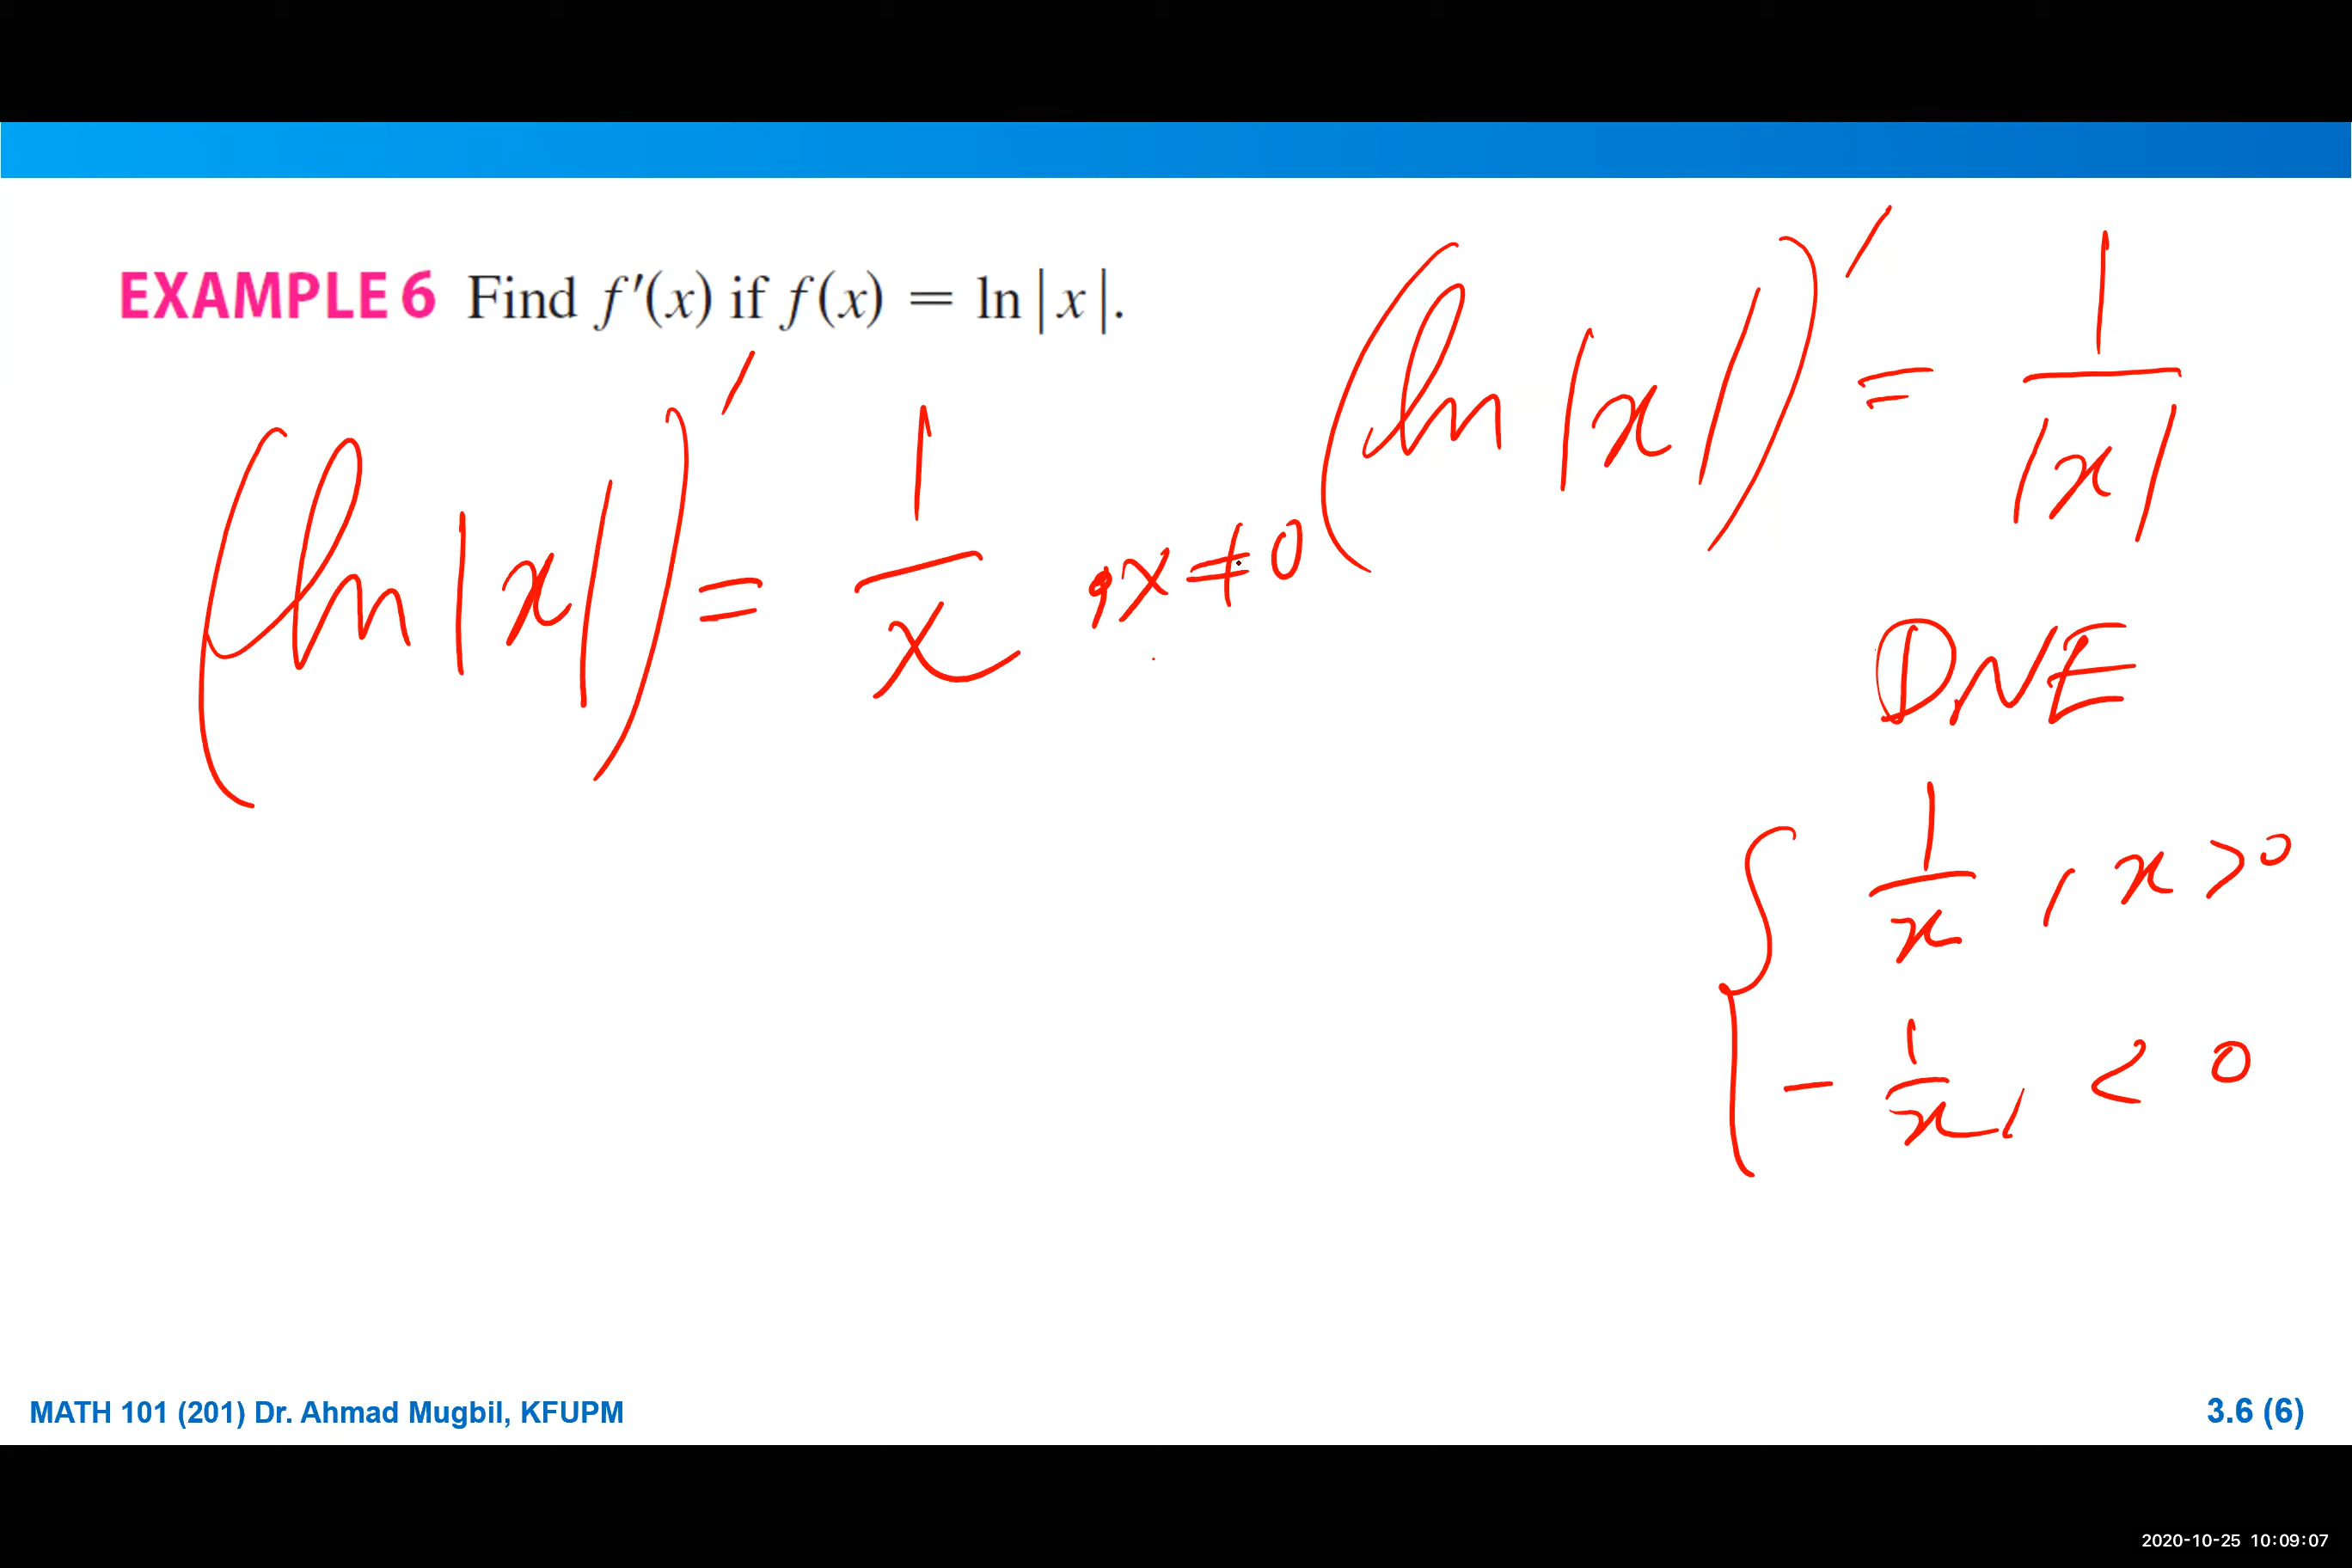 EXAMPLE 6 Find f′(x) if f(x) = ln|x|.
(ln|x|)′ = 1/x , x ≠ 0
(ln|x|)′ = 1/|x|
DNE
{ 1/x , x > 0
- 1/x , < 0
MATH 101 (201) Dr. Ahmad Mugbil, KFUPM
3.6 (6)
2020-10-25 10:09:07